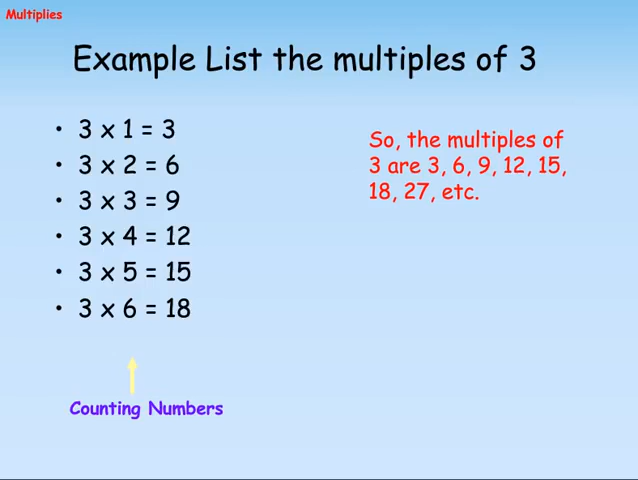 Multiplies
Example List the multiples of 3
• 3 x 1 = 3
• 3 x 2 = 6
• 3 x 3 = 9
• 3 x 4 = 12
• 3 x 5 = 15
• 3 x 6 = 18
So, the multiples of
3 are 3, 6, 9, 12, 15,
18, 27, etc.
Counting Numbers